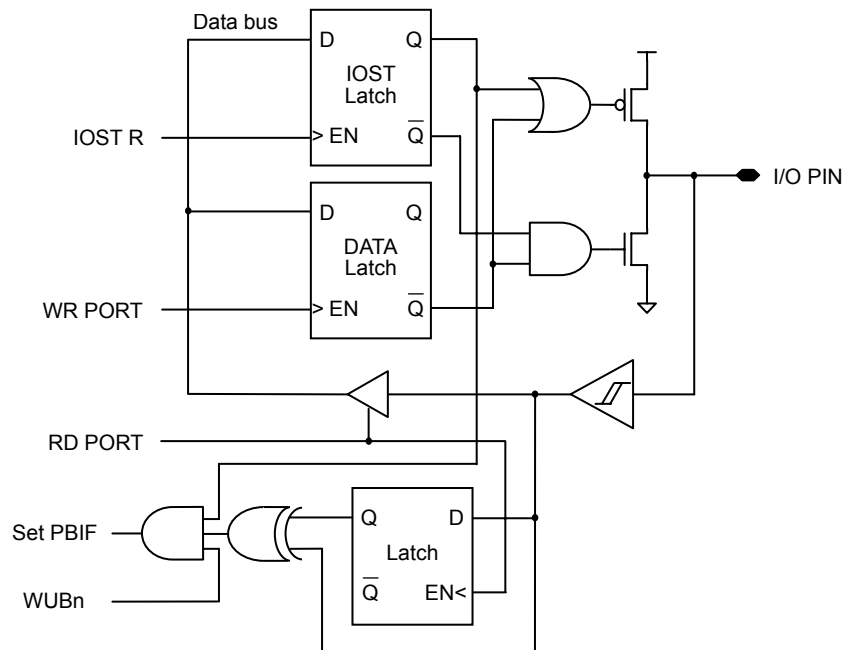 Data bus
D Q
IOST
Latch
IOST R
> EN Q̅
I/O PIN
D Q
DATA
Latch
WR PORT
> EN Q̅
RD PORT
Set PBIF
Q D
Latch
Q̅ EN<
WUBn